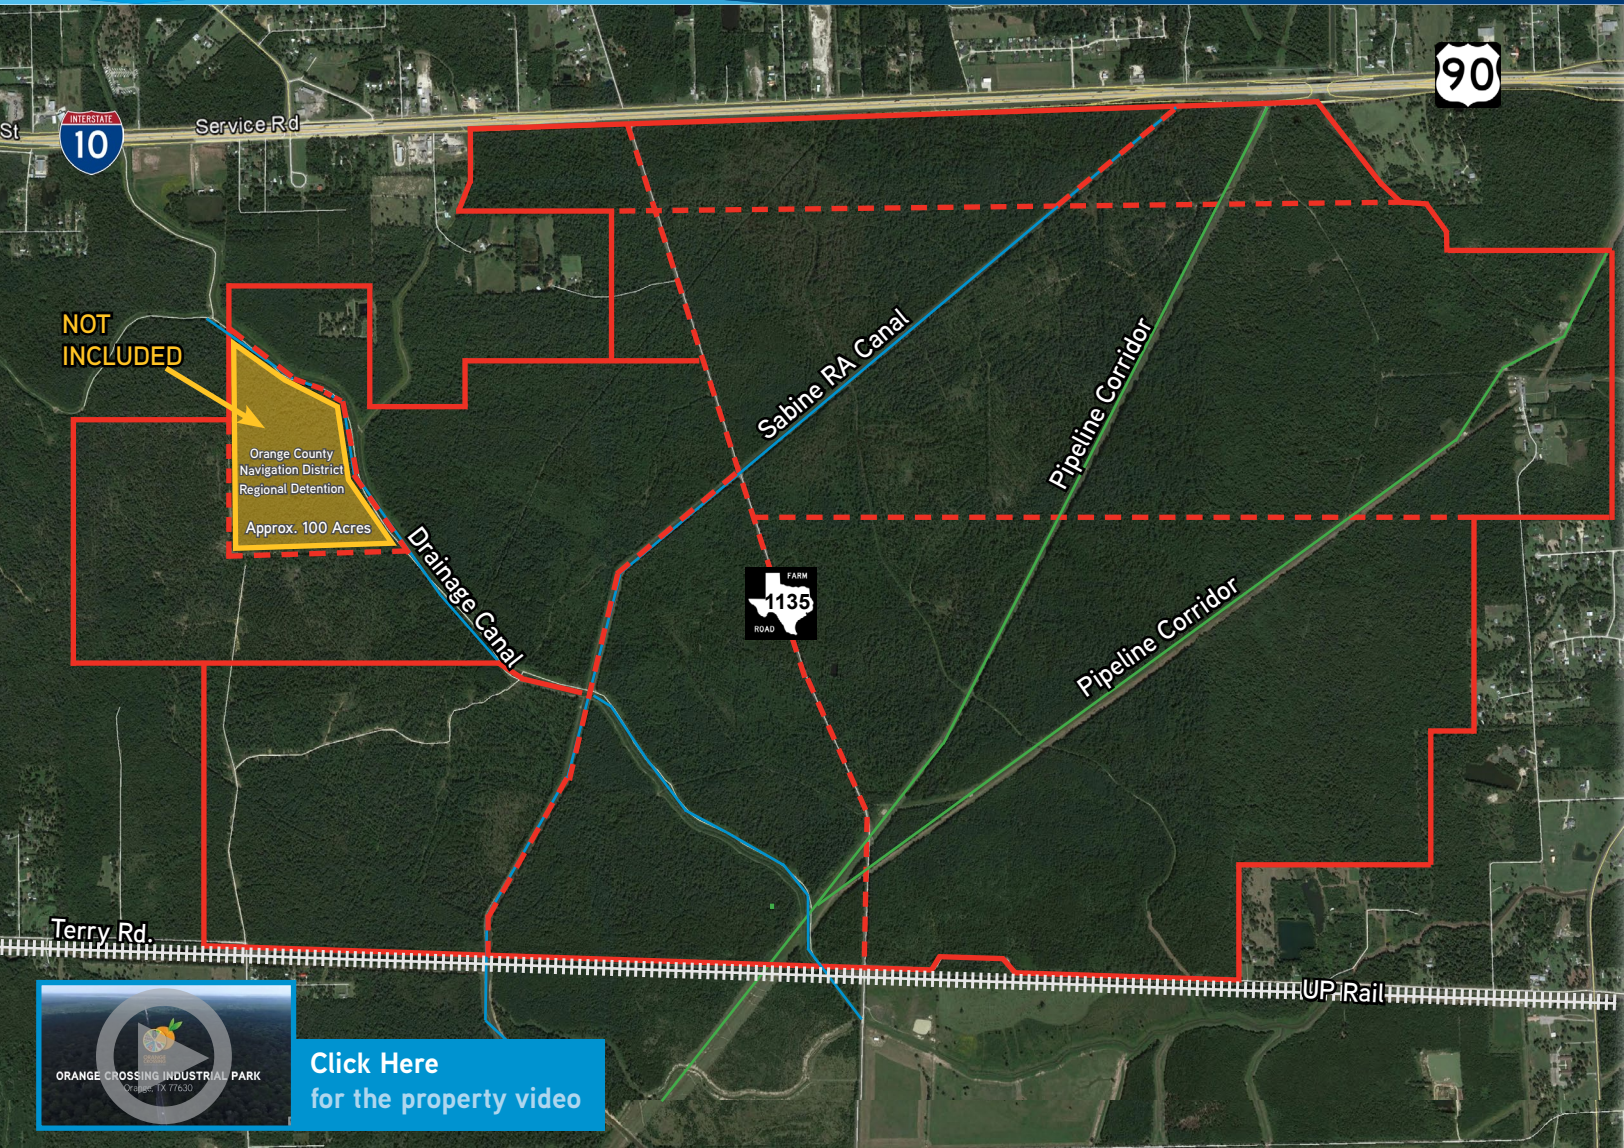 90
INTERSTATE
10
St
Service Rd
NOT
INCLUDED
Sabine RA Canal
Pipeline Corridor
Orange County
Navigation District
Regional Detention
Approx. 100 Acres
Drainage Canal
FARM
1135
ROAD
Pipeline Corridor
Terry Rd.
UP Rail
ORANGE
CROSSING
ORANGE CROSSING INDUSTRIAL PARK
Orange, TX 77630
Click Here
for the property video